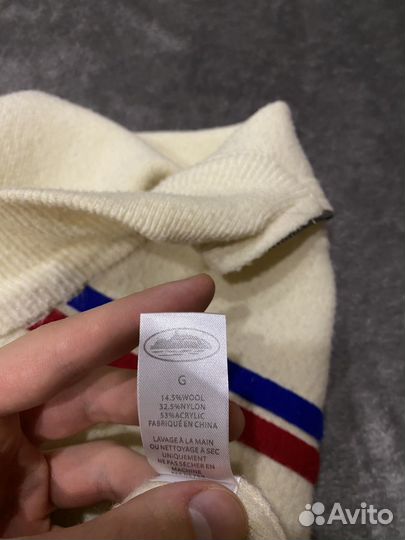 G
14.5%WOOL
32.5%NYLON
53%ACRYLIC
FABRIQUÉ EN CHINA
LAVAGE À LA MAIN
OU NETTOYAGE À SEC
UNIQUEMENT
NE PAS SÉCHER EN
MACHINE
Avito